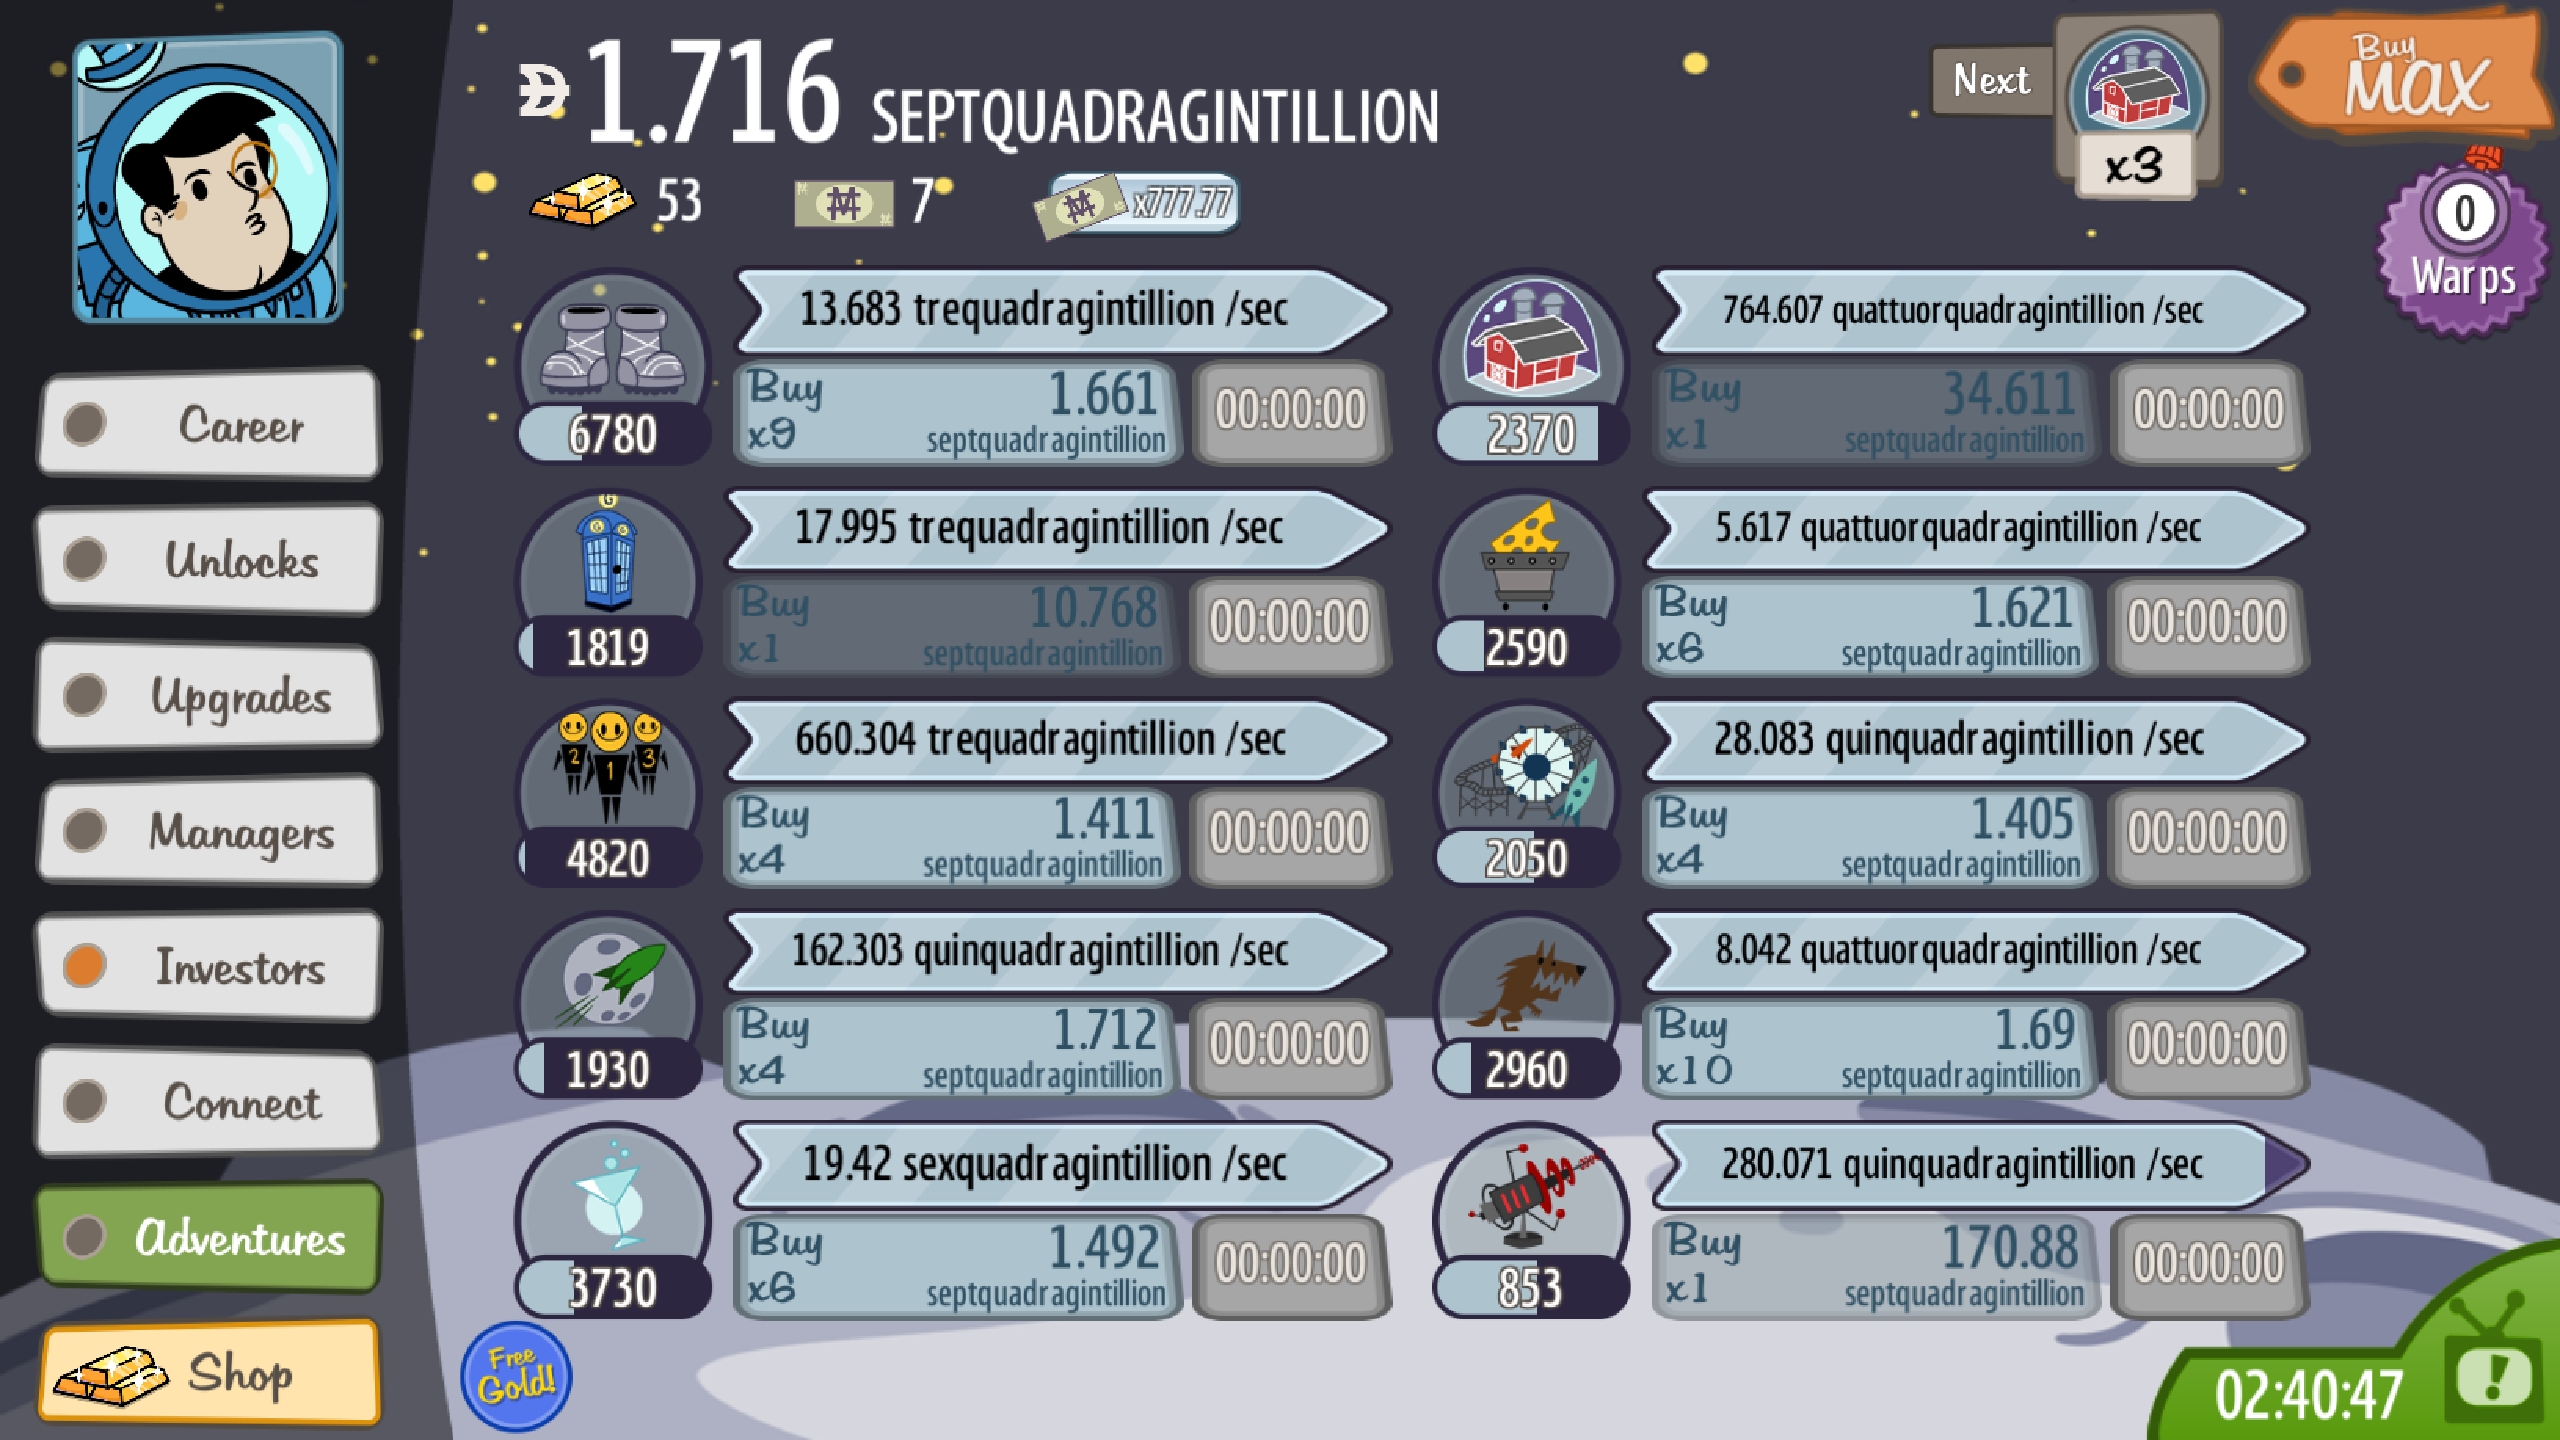 1.716 SEPTQUADRAGINTILLION
53 7 x777.77
Next
x3
Buy
MAX
0
Warps
Career
Unlocks
Upgrades
Managers
Investors
Connect
Adventures
Shop
13.683 trequadragintillion /sec
Buy 1.661
x9 septquadragintillion
00:00:00
6780
764.607 quattuorquadragintillion /sec
Buy 34.611
x1 septquadragintillion
00:00:00
2370
G
17.995 trequadragintillion /sec
Buy 10.768
x1 septquadragintillion
00:00:00
1819
5.617 quattuorquadragintillion /sec
Buy 1.621
x6 septquadragintillion
00:00:00
2590
2 1 3
660.304 trequadragintillion /sec
Buy 1.411
x4 septquadragintillion
00:00:00
4820
28.083 quinquadragintillion /sec
Buy 1.405
x4 septquadragintillion
00:00:00
2050
162.303 quinquadragintillion /sec
Buy 1.712
x4 septquadragintillion
00:00:00
1930
8.042 quattuorquadragintillion /sec
Buy 1.69
x10 septquadragintillion
00:00:00
2960
19.42 sexquadragintillion /sec
Buy 1.492
x6 septquadragintillion
00:00:00
3730
280.071 quinquadragintillion /sec
Buy 170.88
x1 septquadragintillion
00:00:00
853
Free
Gold!
02:40:47
!